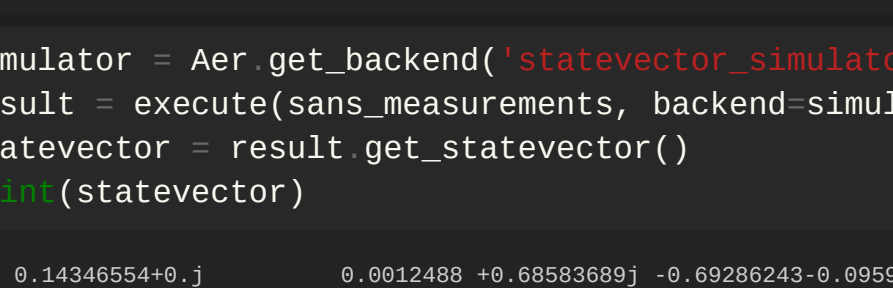 mulator = Aer.get_backend('statevector_simulato
sult = execute(sans_measurements, backend=simul
atevector = result.get_statevector()
int(statevector)
0.14346554+0.j 0.0012488 +0.68583689j -0.69286243-0.0959